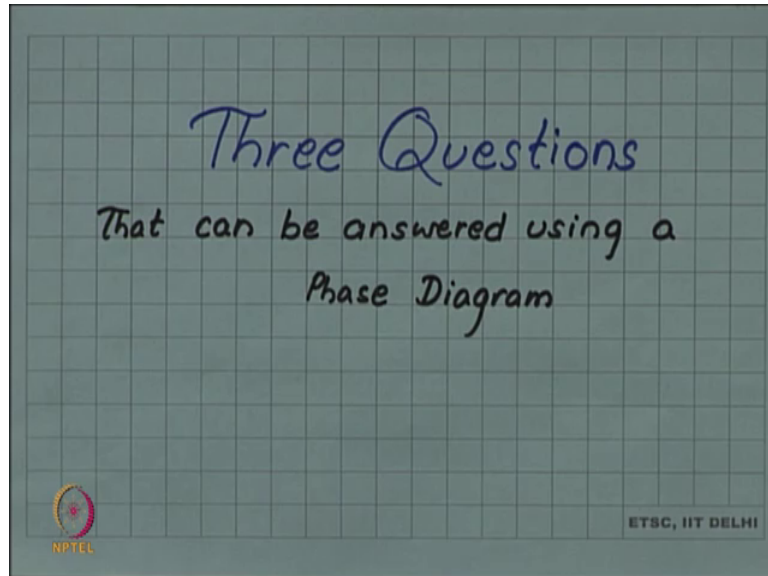 Three Questions
That can be answered using a
Phase Diagram
NPTEL
ETSC, IIT DELHI